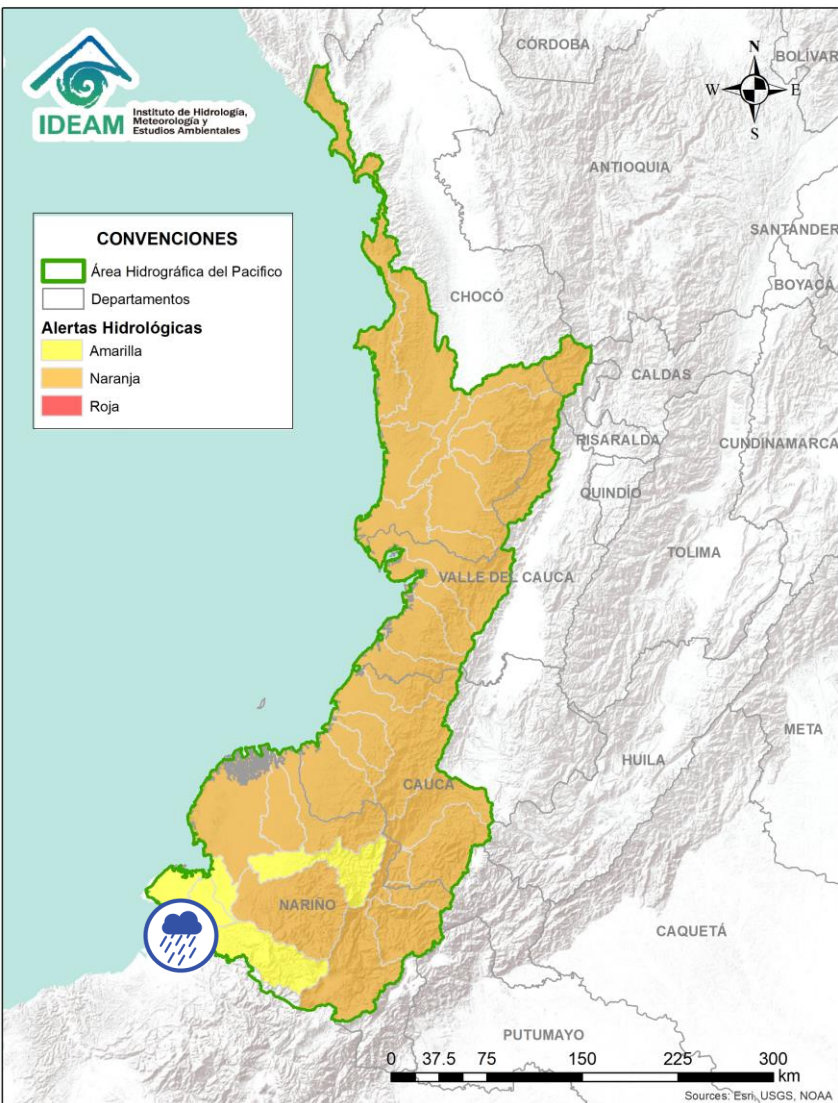 IDEAM
Instituto de Hidrología,
Meteorología y
Estudios Ambientales
CÓRDOBA
BOLÍVAR
N
W
E
S
ANTIOQUIA
SANTANDER
BOYACÁ
CONVENCIONES
Área Hidrográfica del Pacifico
Departamentos
Alertas Hidrológicas
Amarilla
Naranja
Roja
CHOCÓ
CALDAS
RISARALDA
CUNDINAMARCA
QUINDÍO
TOLIMA
VALLE DEL CAUCA
META
HUILA
CAUCA
NARIÑO
CAQUETÁ
PUTUMAYO
0 37.5 75 150 225 300
km
Sources: Esri, USGS, NOAA